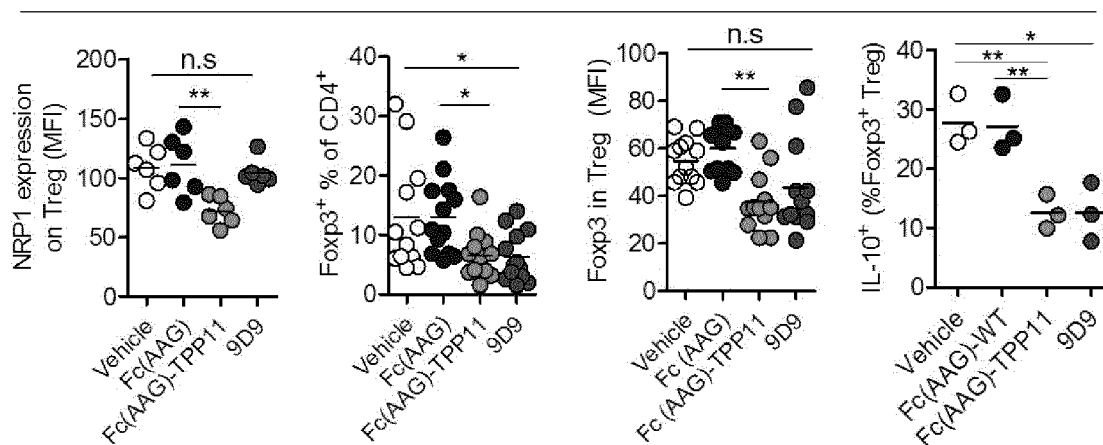 NRP1 expression
on Treg (MFI)
200
150
100
50
0
n.s
**
Vehicle
Fc(AAG)
Fc(AAG)-TPP11
9D9
Foxp3⁺ % of CD4⁺
40
30
20
10
0
*
*
Vehicle
Fc(AAG)
Fc(AAG)-TPP11
9D9
Foxp3 in Treg (MFI)
100
80
60
40
20
0
n.s
**
Vehicle
Fc(AAG)
Fc (AAG)-TPP11
9D9
IL-10⁺ (%Foxp3⁺ Treg)
40
30
20
10
0
*
**
**
Vehicle
Fc(AAG)-WT
Fc(AAG)-TPP11
9D9